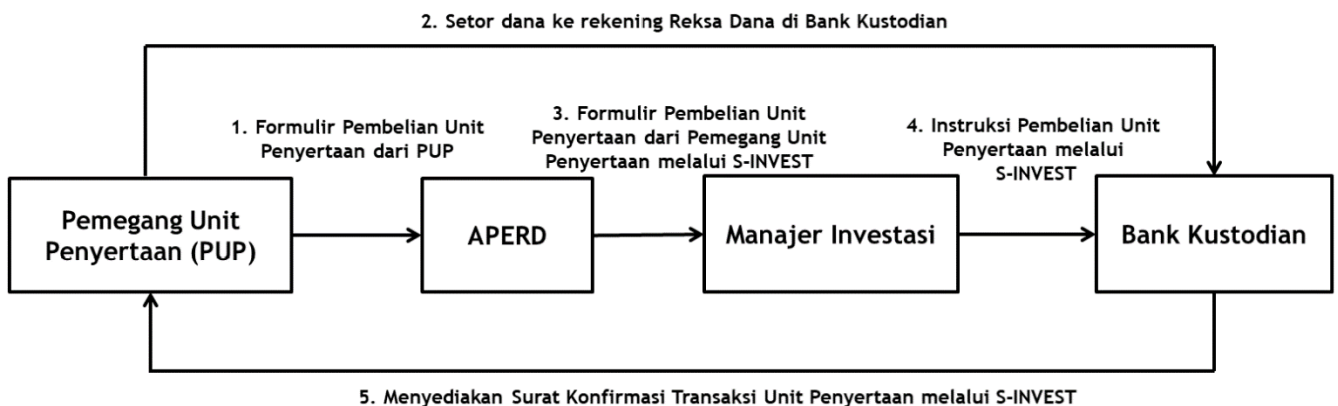 2. Setor dana ke rekening Reksa Dana di Bank Kustodian
1. Formulir Pembelian Unit
Penyertaan dari PUP
3. Formulir Pembelian Unit
Penyertaan dari Pemegang Unit
Penyertaan melalui S-INVEST
4. Instruksi Pembelian Unit
Penyertaan melalui
S-INVEST
Pemegang Unit
Penyertaan (PUP)
APERD
Manajer Investasi
Bank Kustodian
5. Menyediakan Surat Konfirmasi Transaksi Unit Penyertaan melalui S-INVEST